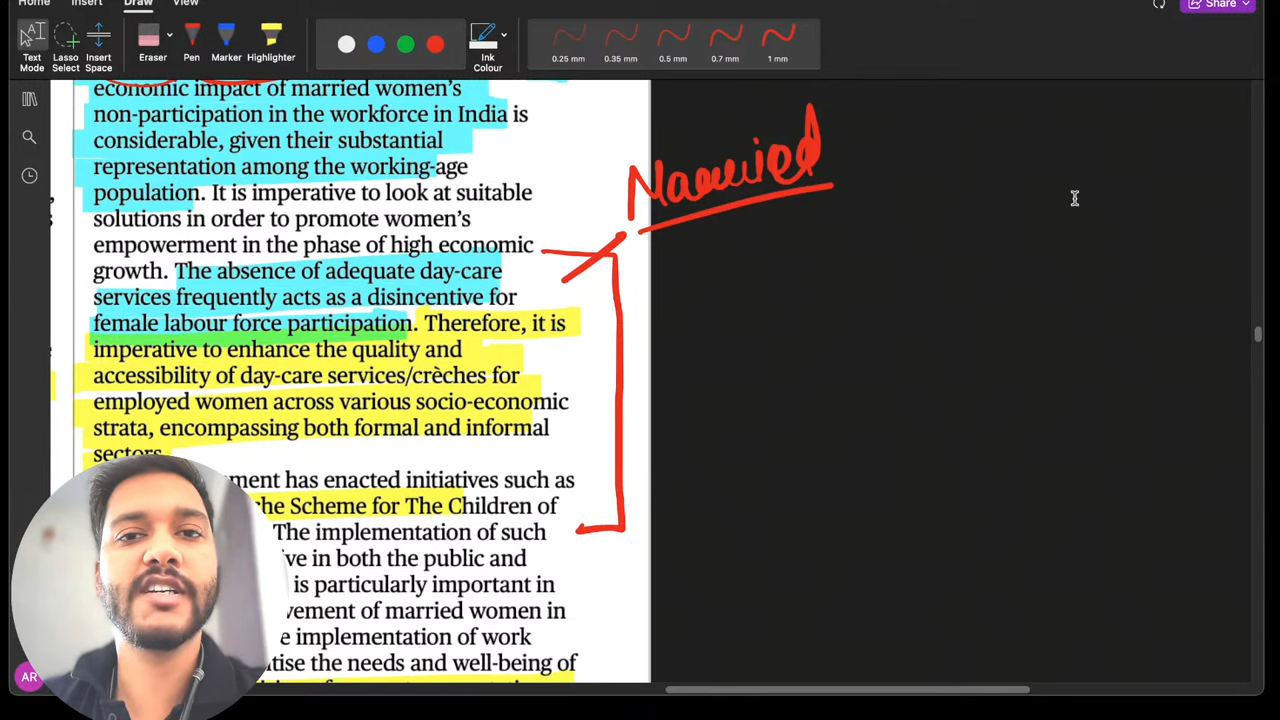 Home Insert Draw View
Share
Text Mode
Lasso Select
Insert Space
Eraser
Pen
Marker
Highlighter
Ink Colour
0.25 mm
0.35 mm
0.5 mm
0.7 mm
1 mm
economic impact of married women's
non-participation in the workforce in India is
considerable, given their substantial
representation among the working-age
population. It is imperative to look at suitable
solutions in order to promote women's
empowerment in the phase of high economic
growth. The absence of adequate day-care
services frequently acts as a disincentive for
female labour force participation. Therefore, it is
imperative to enhance the quality and
accessibility of day-care services/crèches for
employed women across various socio-economic
strata, encompassing both formal and informal
sectors.
ment has enacted initiatives such as
he Scheme for The Children of
The implementation of such
ve in both the public and
is particularly important in
vement of married women in
e implementation of work
itise the needs and well-being of
Married
AR